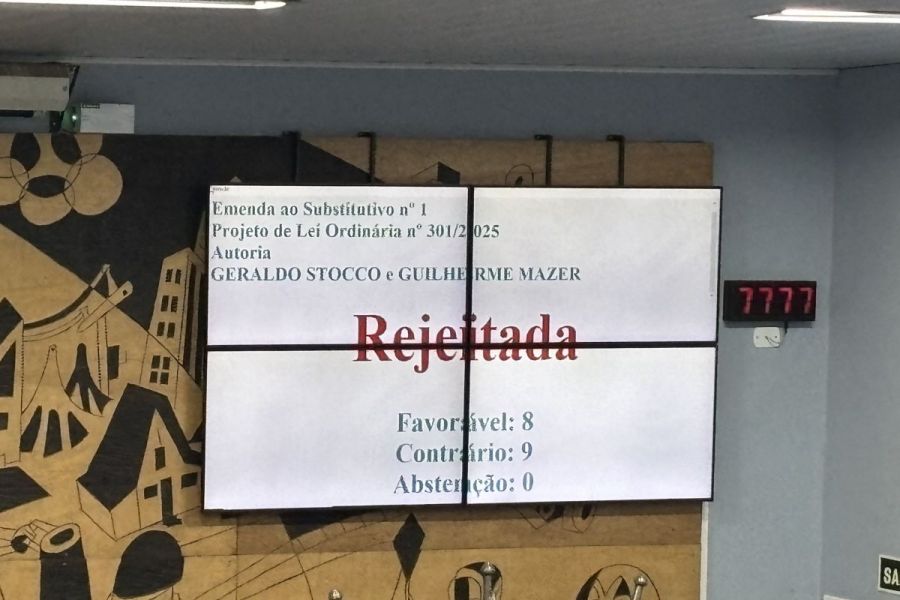 Emenda ao Substitutivo nº 1
Projeto de Lei Ordinária nº 301/2025
Autoria
GERALDO STOCCO e GUILHERME MAZER
Rejeitada
Favorável: 8
Contrário: 9
Abstenção: 0
7777
SA